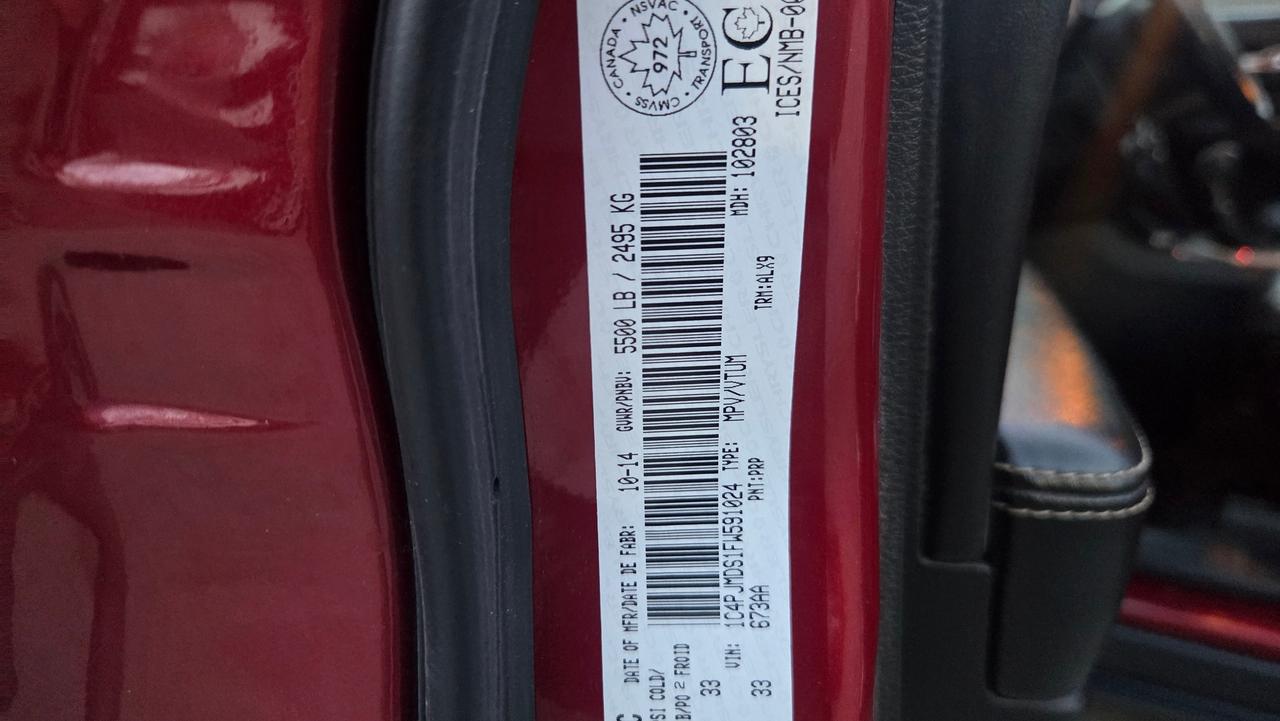 CANADA • NSVAC • TRANSPORT • CMVSS •
972
EC
ICES/NMB-00
DATE OF MFR/DATE DE FABR: 10-14 GVWR/PNBV: 5500 LB / 2495 KG
MDH: 102803
SI COLD/
B/PO 2 FROID
33
VIN: 1C4PJMDS1FW591024 TYPE: MPV/VTUM
33 673AA PNT:PRP TRM:ALX9